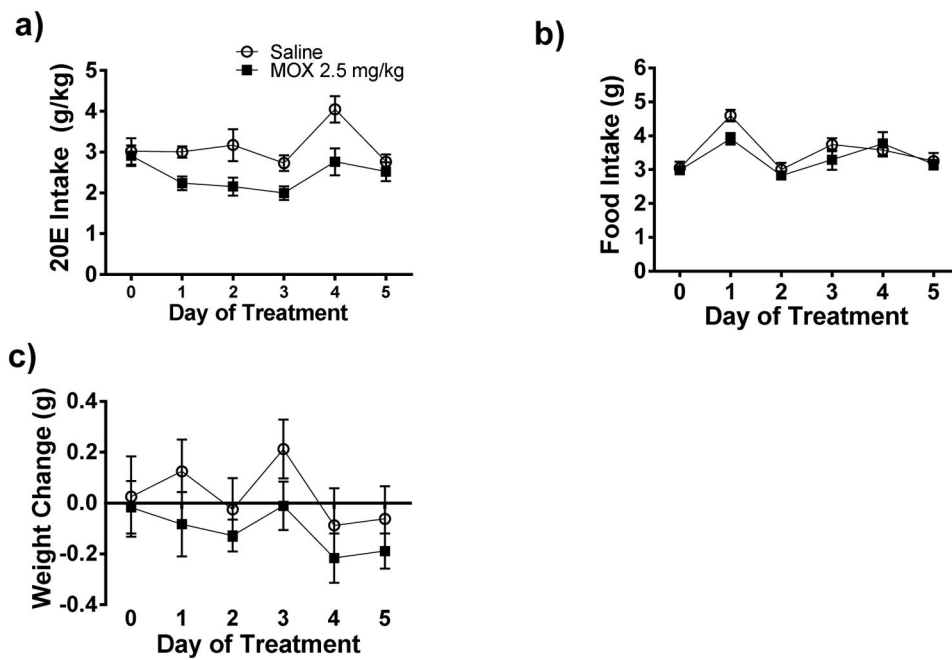 a)
Saline
MOX 2.5 mg/kg
20E Intake (g/kg)
5
4
3
2
1
0
0 1 2 3 4 5
Day of Treatment
b)
Food Intake (g)
6
5
4
3
2
1
0
0 1 2 3 4 5
Day of Treatment
c)
Weight Change (g)
0.4
0.2
0.0
-0.2
-0.4
0 1 2 3 4 5
Day of Treatment